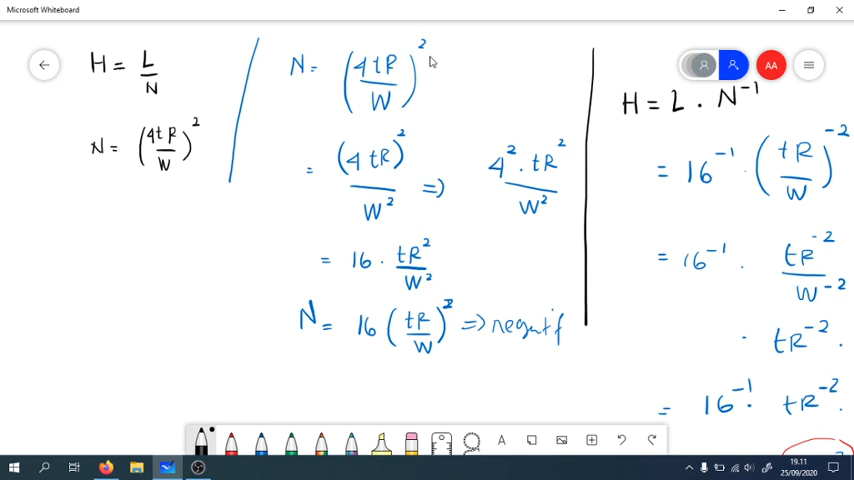 Microsoft Whiteboard
H = L/N
N = (4tR/W)²
N = (4tR/W)²
= (4tR)²/W² => 4² · tR²/W²
= 16 · tR²/W²
N = 16 (tR/W)² => negatif
AA
H = L · N⁻¹
= 16⁻¹ · (tR/W)⁻²
= 16⁻¹ · tR⁻²/W⁻²
· tR⁻² ·
= 16⁻¹ · tR⁻² ·
A
19.11
25/09/2020